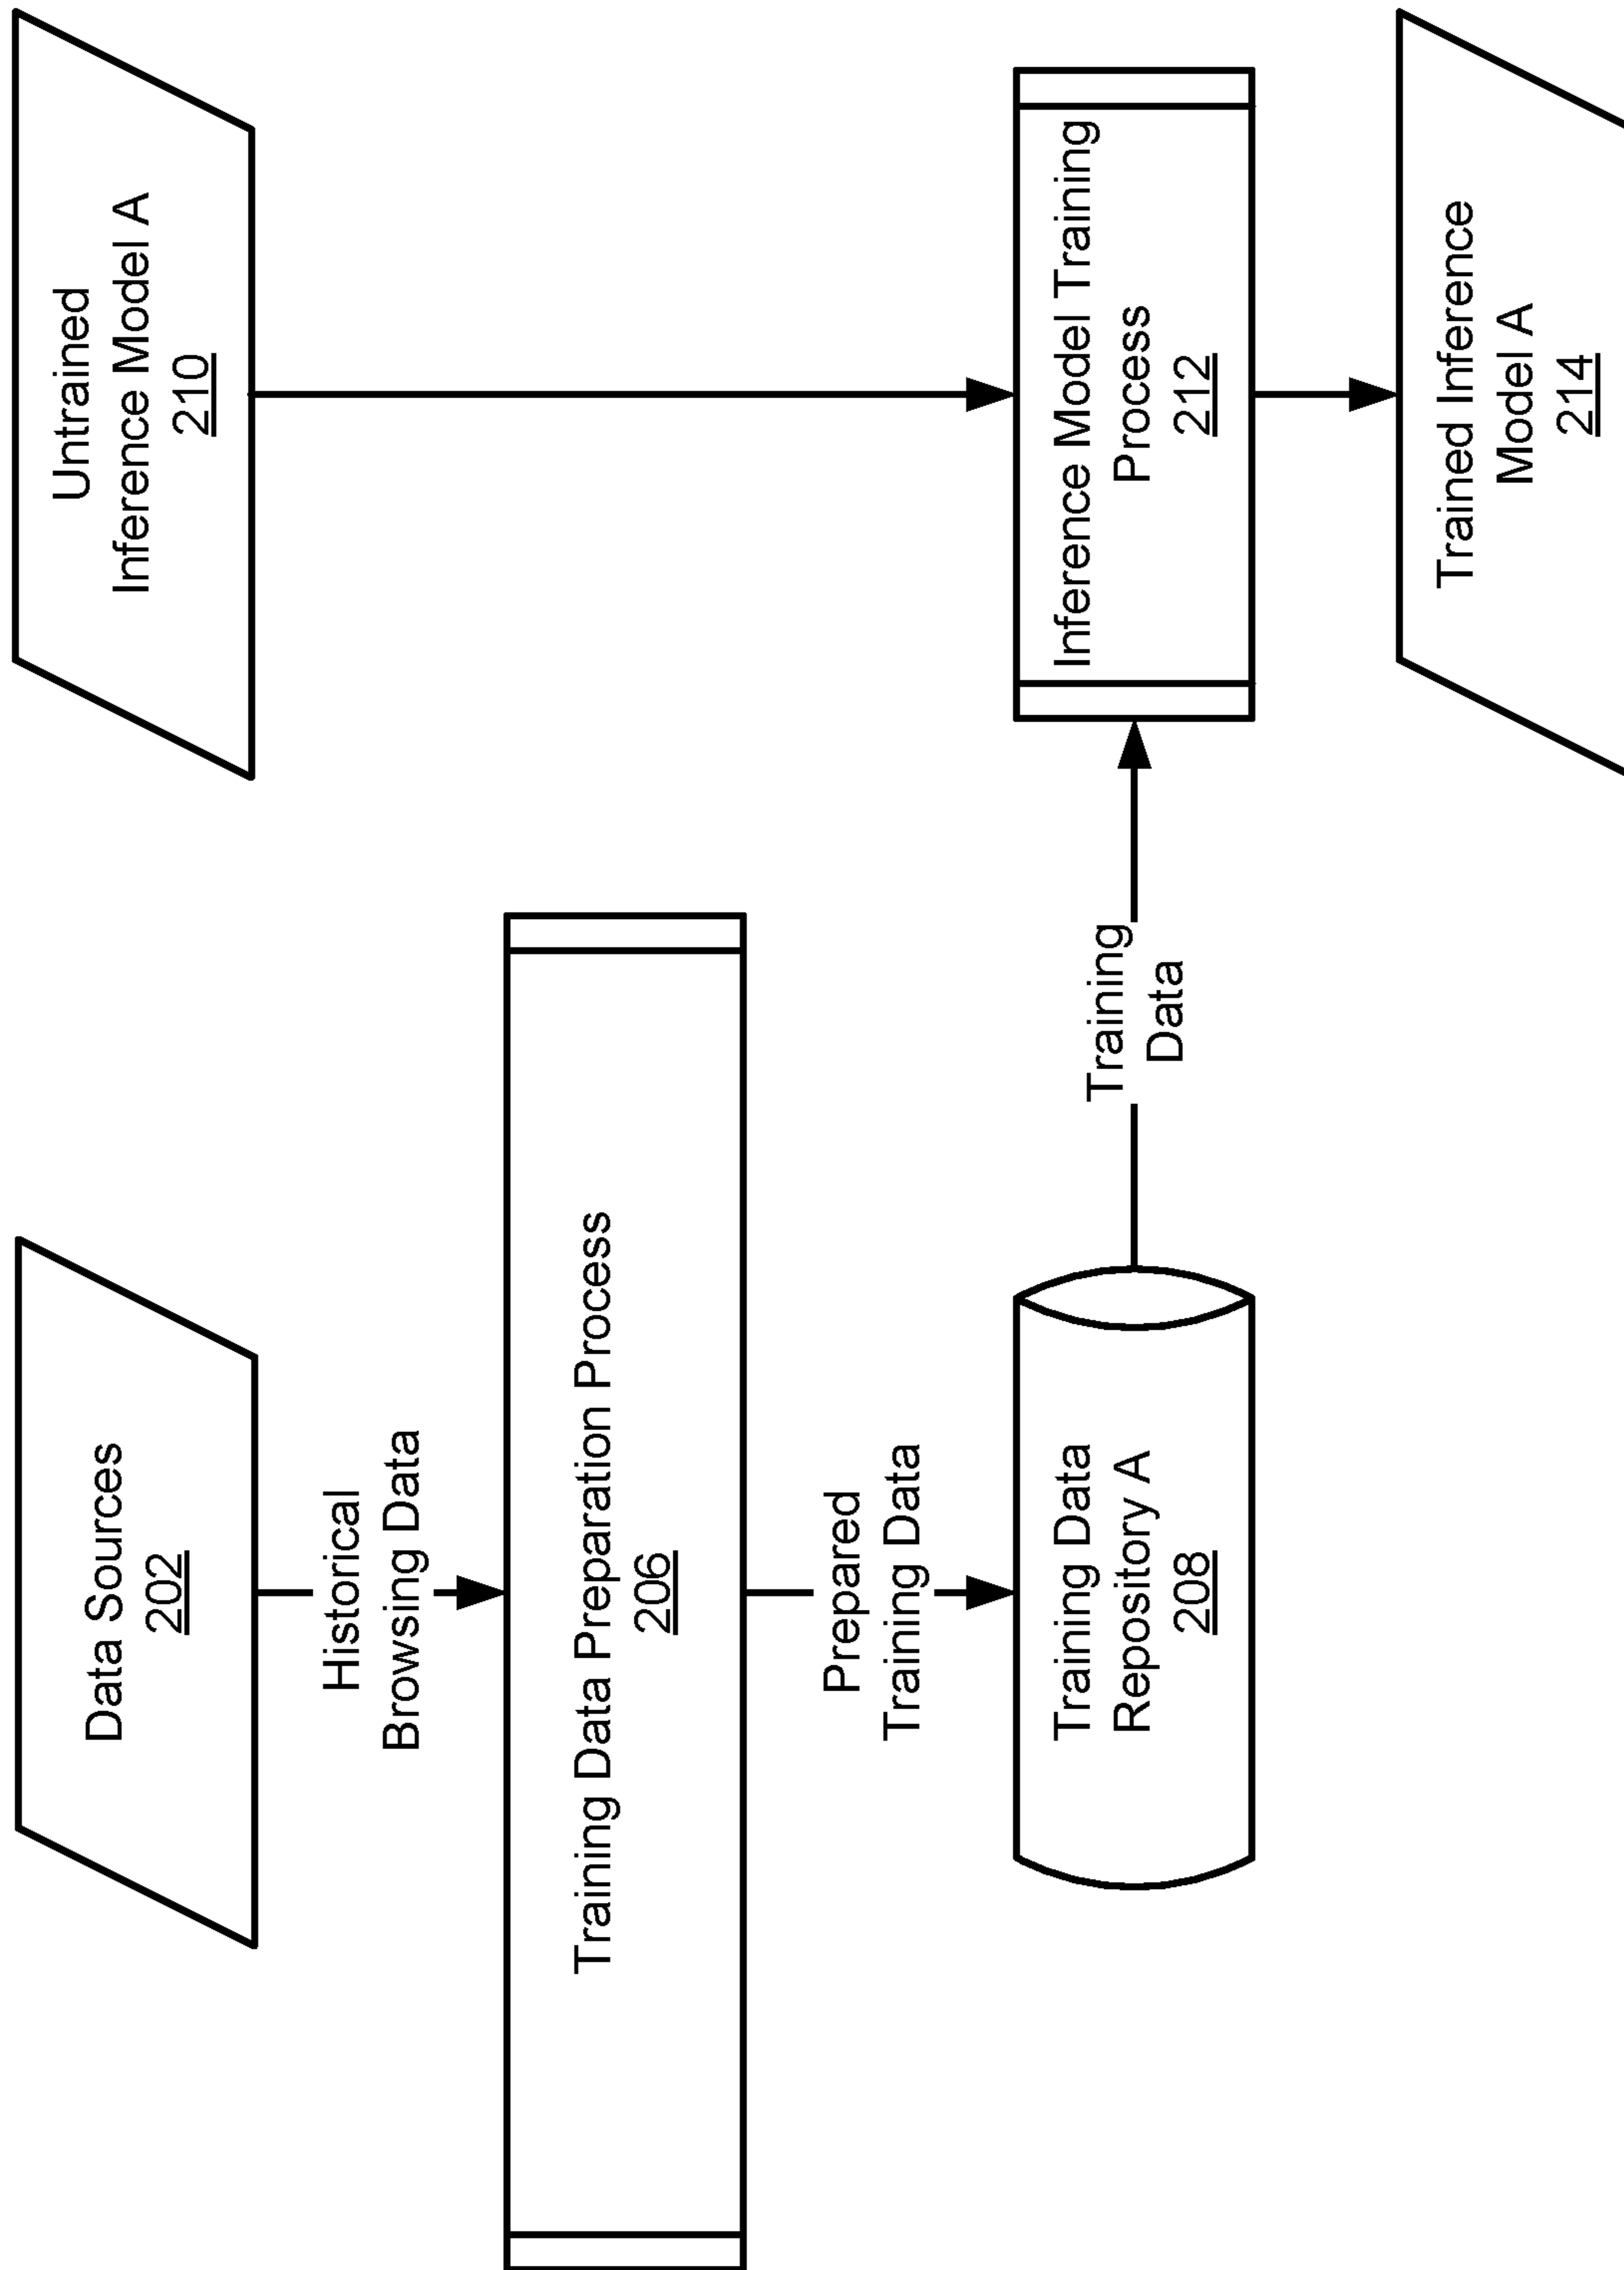 Data Sources
202
Historical
Browsing Data
Training Data Preparation Process
206
Prepared
Training Data
Training Data
Repository A
208
Training
Data
Untrained
Inference Model A
210
Inference Model Training
Process
212
Trained Inference
Model A
214